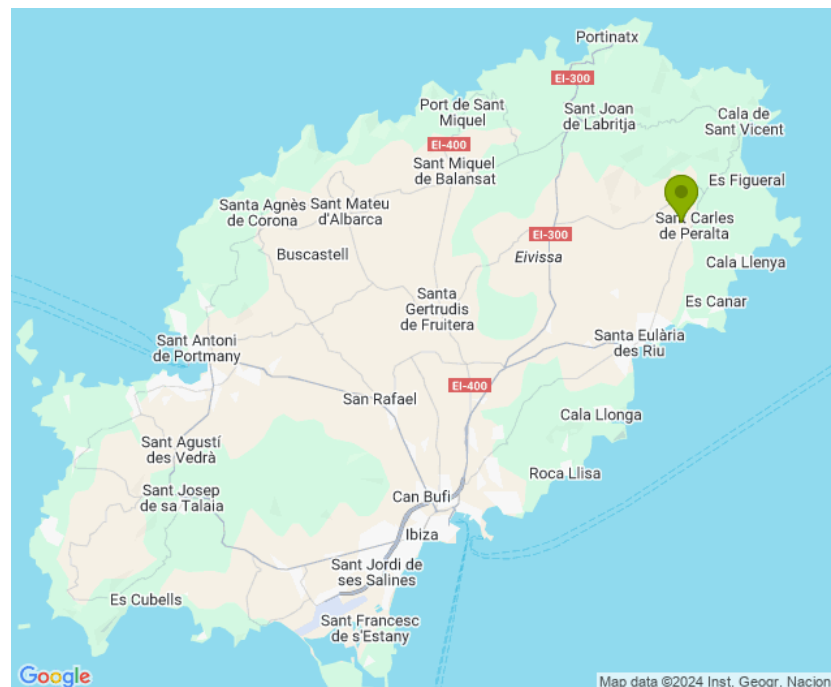 Portinatx
EI-300
Port de Sant
Miquel
Sant Joan
de Labritja
Cala de
Sant Vicent
EI-400
Sant Miquel
de Balansat
Es Figueral
Santa Agnès
de Corona
Sant Mateu
d'Albarca
Sant Carles
de Peralta
EI-300
Buscastell
Eivissa
Cala Llenya
Santa
Gertrudis
de Fruitera
Es Canar
Sant Antoni
de Portmany
Santa Eulària
des Riu
EI-400
San Rafael
Cala Llonga
Sant Agustí
des Vedrà
Roca Llisa
Sant Josep
de sa Talaia
Can Bufi
Ibiza
Sant Jordi de
ses Salines
Es Cubells
Sant Francesc
de s'Estany
Google
Map data ©2024 Inst. Geogr. Nacion